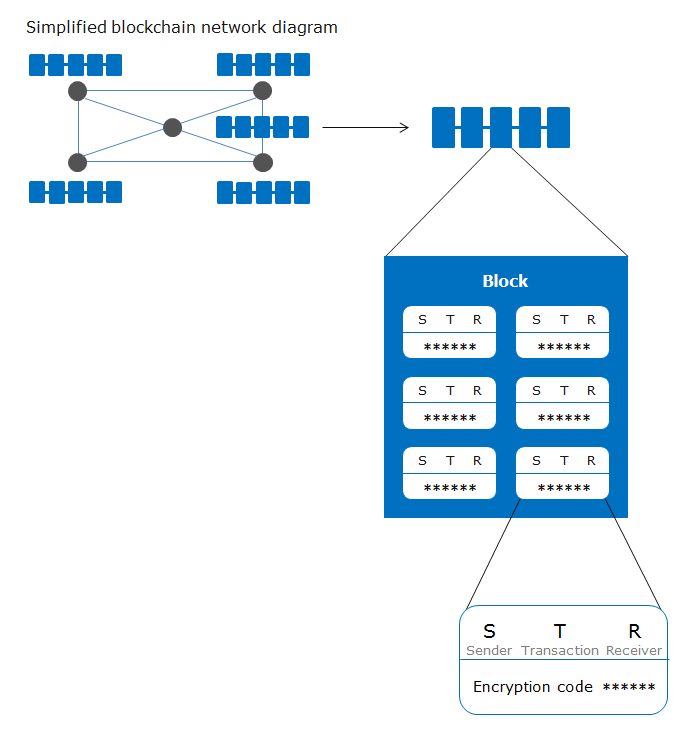 Simplified blockchain network diagram
Block
S T R S T R
****** ******
S T R S T R
****** ******
S T R S T R
****** ******
S T R
Sender Transaction Receiver
Encryption code ******